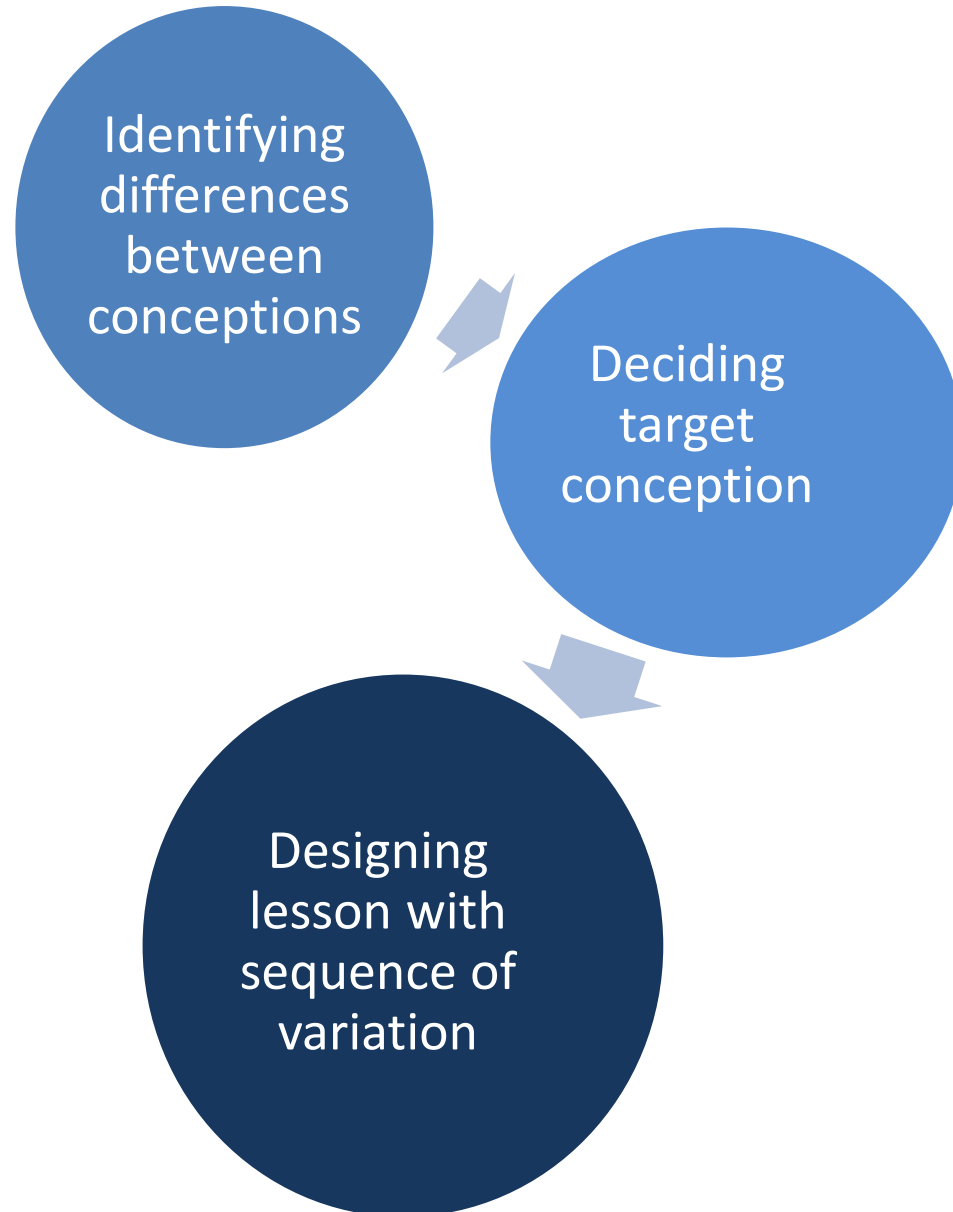 Identifying
differences
between
conceptions
Deciding
target
conception
Designing
lesson with
sequence of
variation